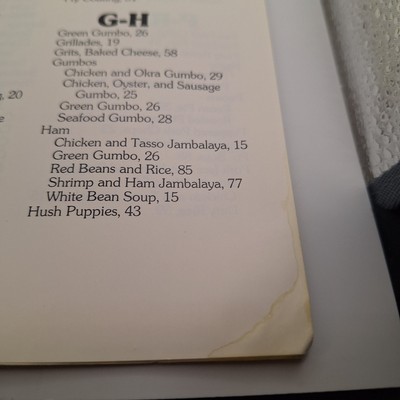 G-H
Green Gumbo, 26
Grillades, 19
Grits, Baked Cheese, 58
Gumbos
Chicken and Okra Gumbo, 29
Chicken, Oyster, and Sausage
Gumbo, 25
, 20
Green Gumbo, 26
Seafood Gumbo, 28
Ham
Chicken and Tasso Jambalaya, 15
Green Gumbo, 26
Red Beans and Rice, 85
Shrimp and Ham Jambalaya, 77
White Bean Soup, 15
Hush Puppies, 43